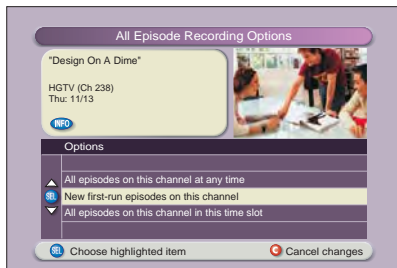 All Episode Recording Options
"Design On A Dime"
HGTV (Ch 238)
Thu: 11/13
INFO
Options
All episodes on this channel at any time
SEL New first-run episodes on this channel
All episodes on this channel in this time slot
SEL Choose highlighted item C Cancel changes